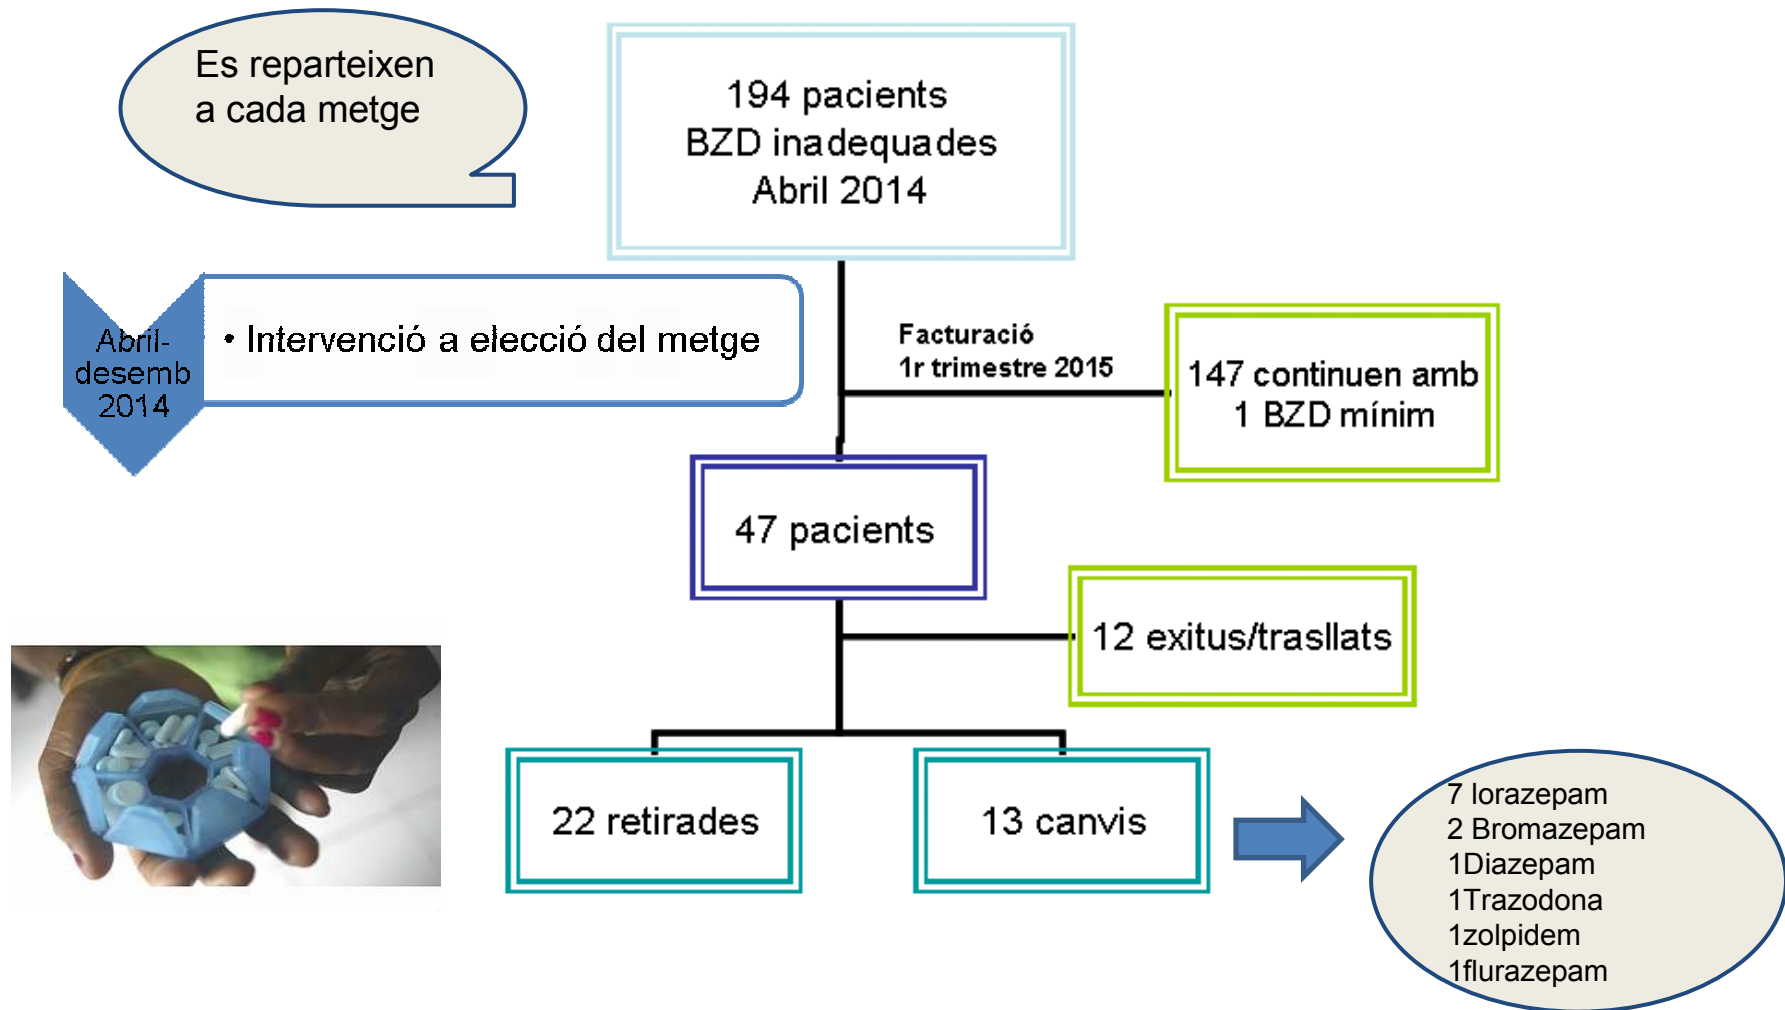 Es reparteixen
a cada metge
194 pacients
BZD inadequades
Abril 2014
Abril-
desemb
2014
• Intervenció a elecció del metge
Facturació
1r trimestre 2015
147 continuen amb
1 BZD mínim
47 pacients
12 exitus/trasllats
22 retirades
13 canvis
7 lorazepam
2 Bromazepam
1Diazepam
1Trazodona
1zolpidem
1flurazepam